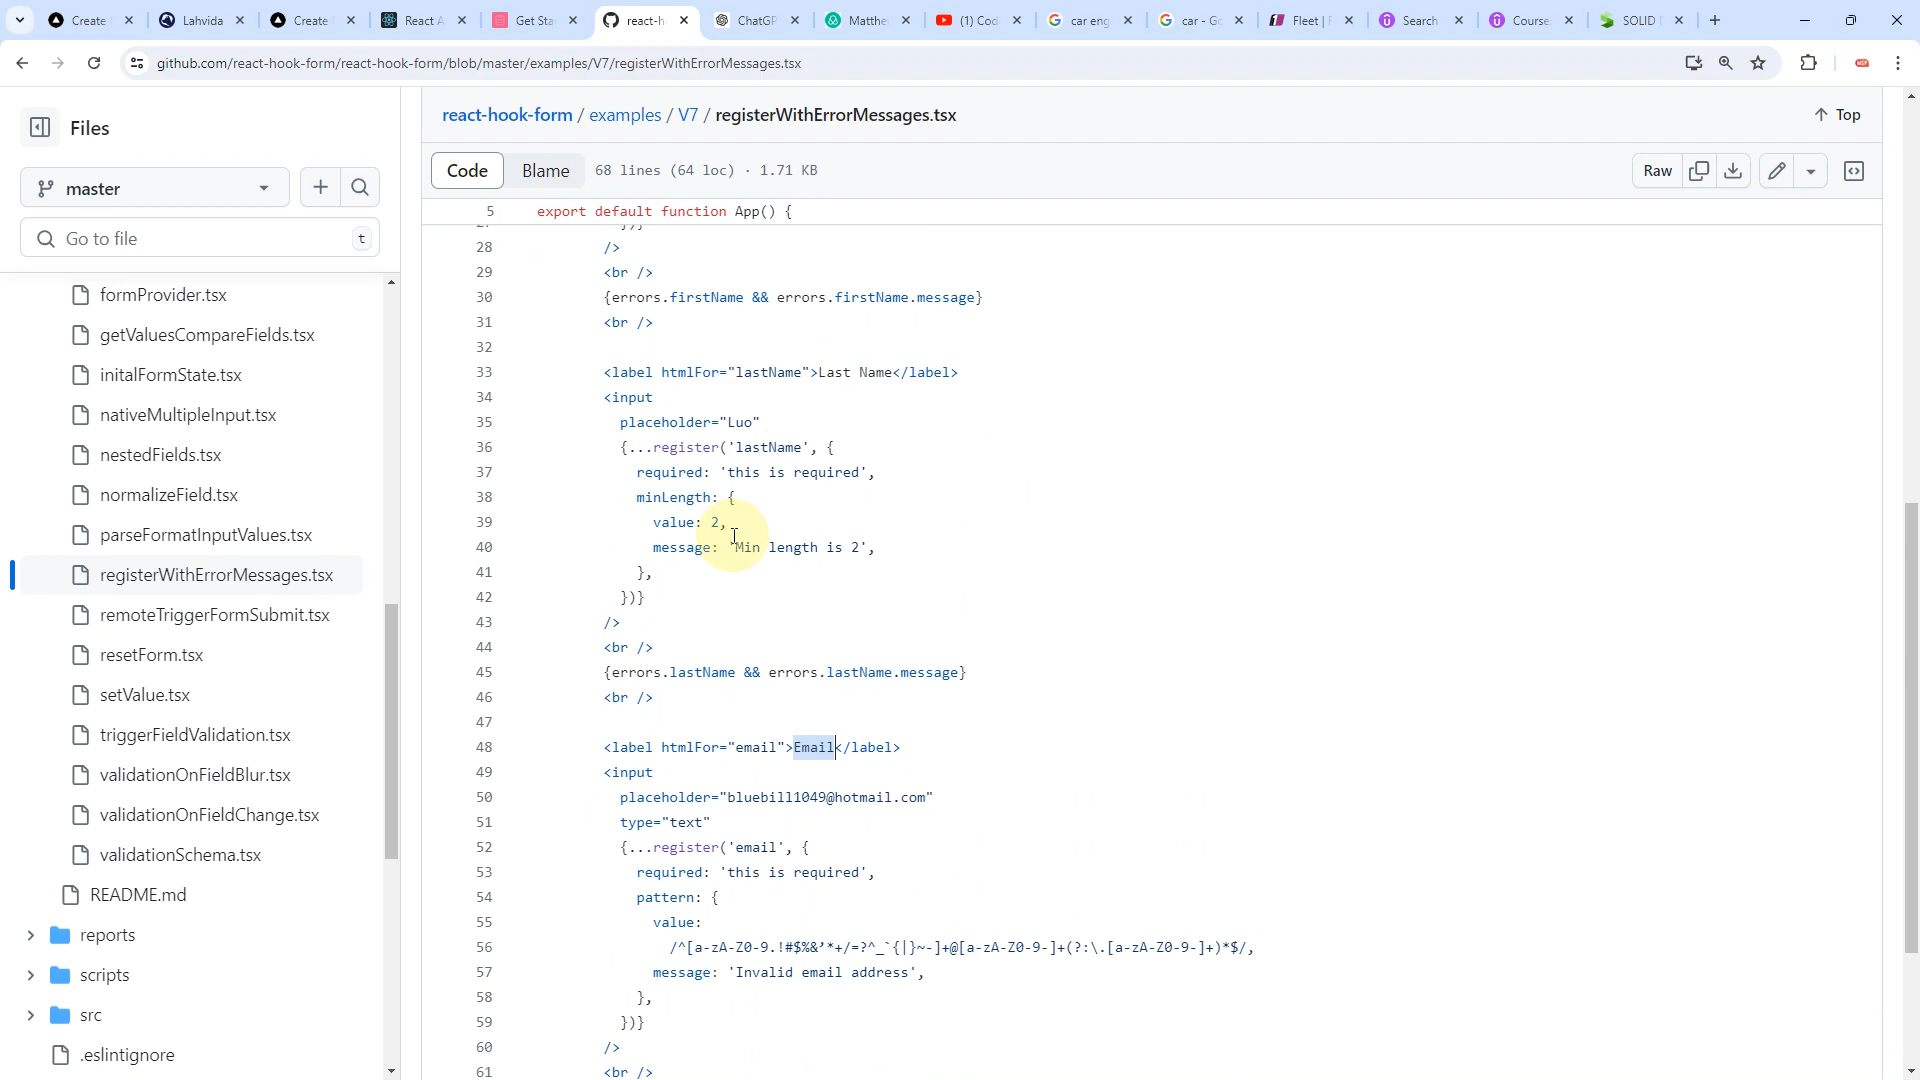 Create
Lahvida
Create
React A
Get Sta
react-h
ChatGP
Matthe
(1) Cod
car eng
car - Go
Fleet | F
Search
Course
SOLID
github.com/react-hook-form/react-hook-form/blob/master/examples/V7/registerWithErrorMessages.tsx
Files
master
Go to file
t
formProvider.tsx
getValuesCompareFields.tsx
initalFormState.tsx
nativeMultipleInput.tsx
nestedFields.tsx
normalizeField.tsx
parseFormatInputValues.tsx
registerWithErrorMessages.tsx
remoteTriggerFormSubmit.tsx
resetForm.tsx
setValue.tsx
triggerFieldValidation.tsx
validationOnFieldBlur.tsx
validationOnFieldChange.tsx
validationSchema.tsx
README.md
reports
scripts
src
.eslintignore
react-hook-form / examples / V7 / registerWithErrorMessages.tsx
Top
Code Blame 68 lines (64 loc) · 1.71 KB
Raw
5 export default function App() {
28 />
29 <br />
30 {errors.firstName && errors.firstName.message}
31 <br />
32
33 <label htmlFor="lastName">Last Name</label>
34 <input
35 placeholder="Luo"
36 {...register('lastName', {
37 required: 'this is required',
38 minLength: {
39 value: 2,
40 message: 'Min length is 2',
41 },
42 })}
43 />
44 <br />
45 {errors.lastName && errors.lastName.message}
46 <br />
47
48 <label htmlFor="email">Email</label>
49 <input
50 placeholder="bluebill1049@hotmail.com"
51 type="text"
52 {...register('email', {
53 required: 'this is required',
54 pattern: {
55 value:
56 /^[a-zA-Z0-9.!#$%&’*+/=?^_`{|}~-]+@[a-zA-Z0-9-]+(?:\.[a-zA-Z0-9-]+)*$/,
57 message: 'Invalid email address',
58 },
59 })}
60 />
61 <br />